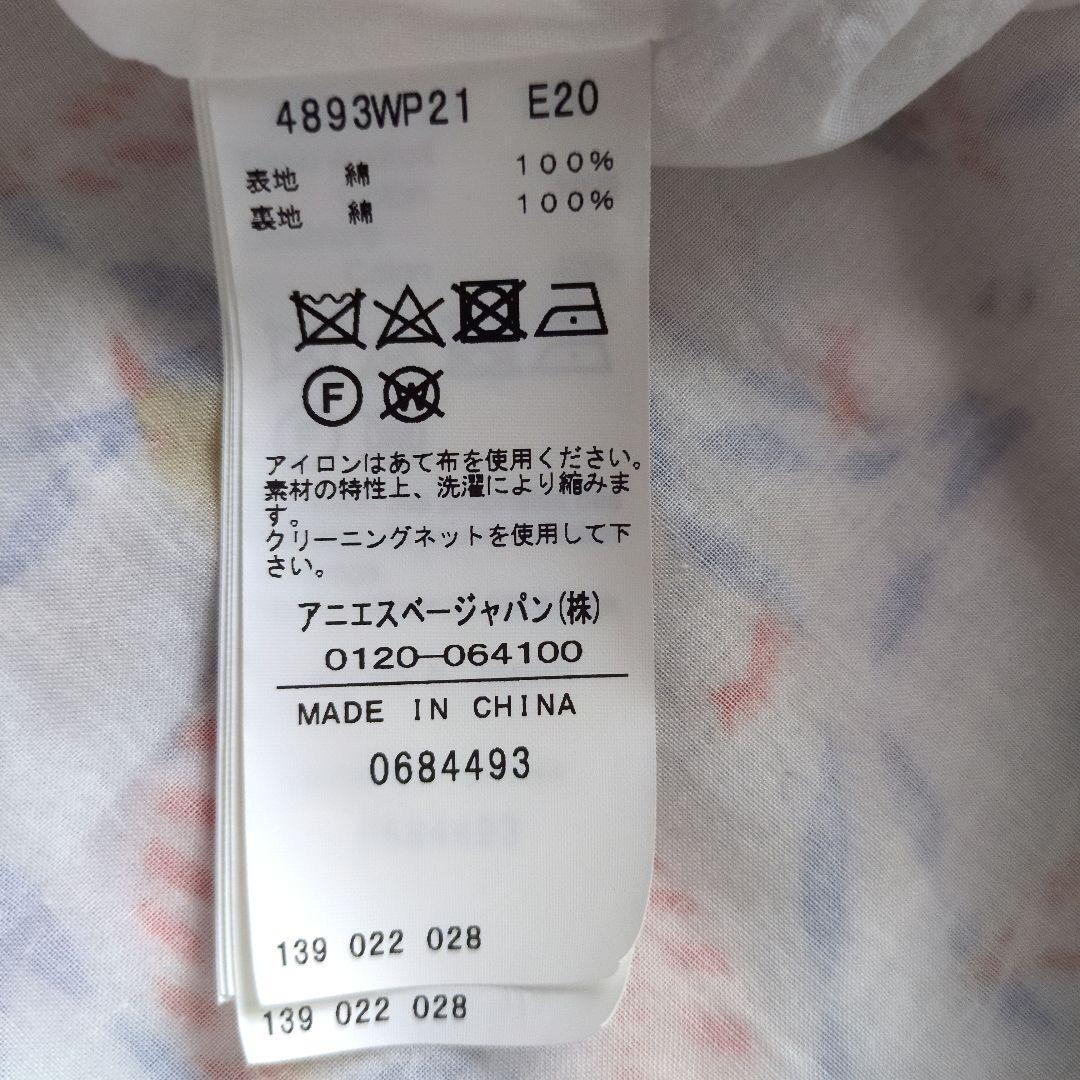 4893WP21 E20
表地 綿 100%
裏地 綿 100%
F
W
アイロンはあて布を使用ください。
素材の特性上、洗濯により縮みま
す。
クリーニングネットを使用して下
さい。
アニエスベージャパン(株)
0120-064100
MADE IN CHINA
0684493
139 022 028
139 022 028